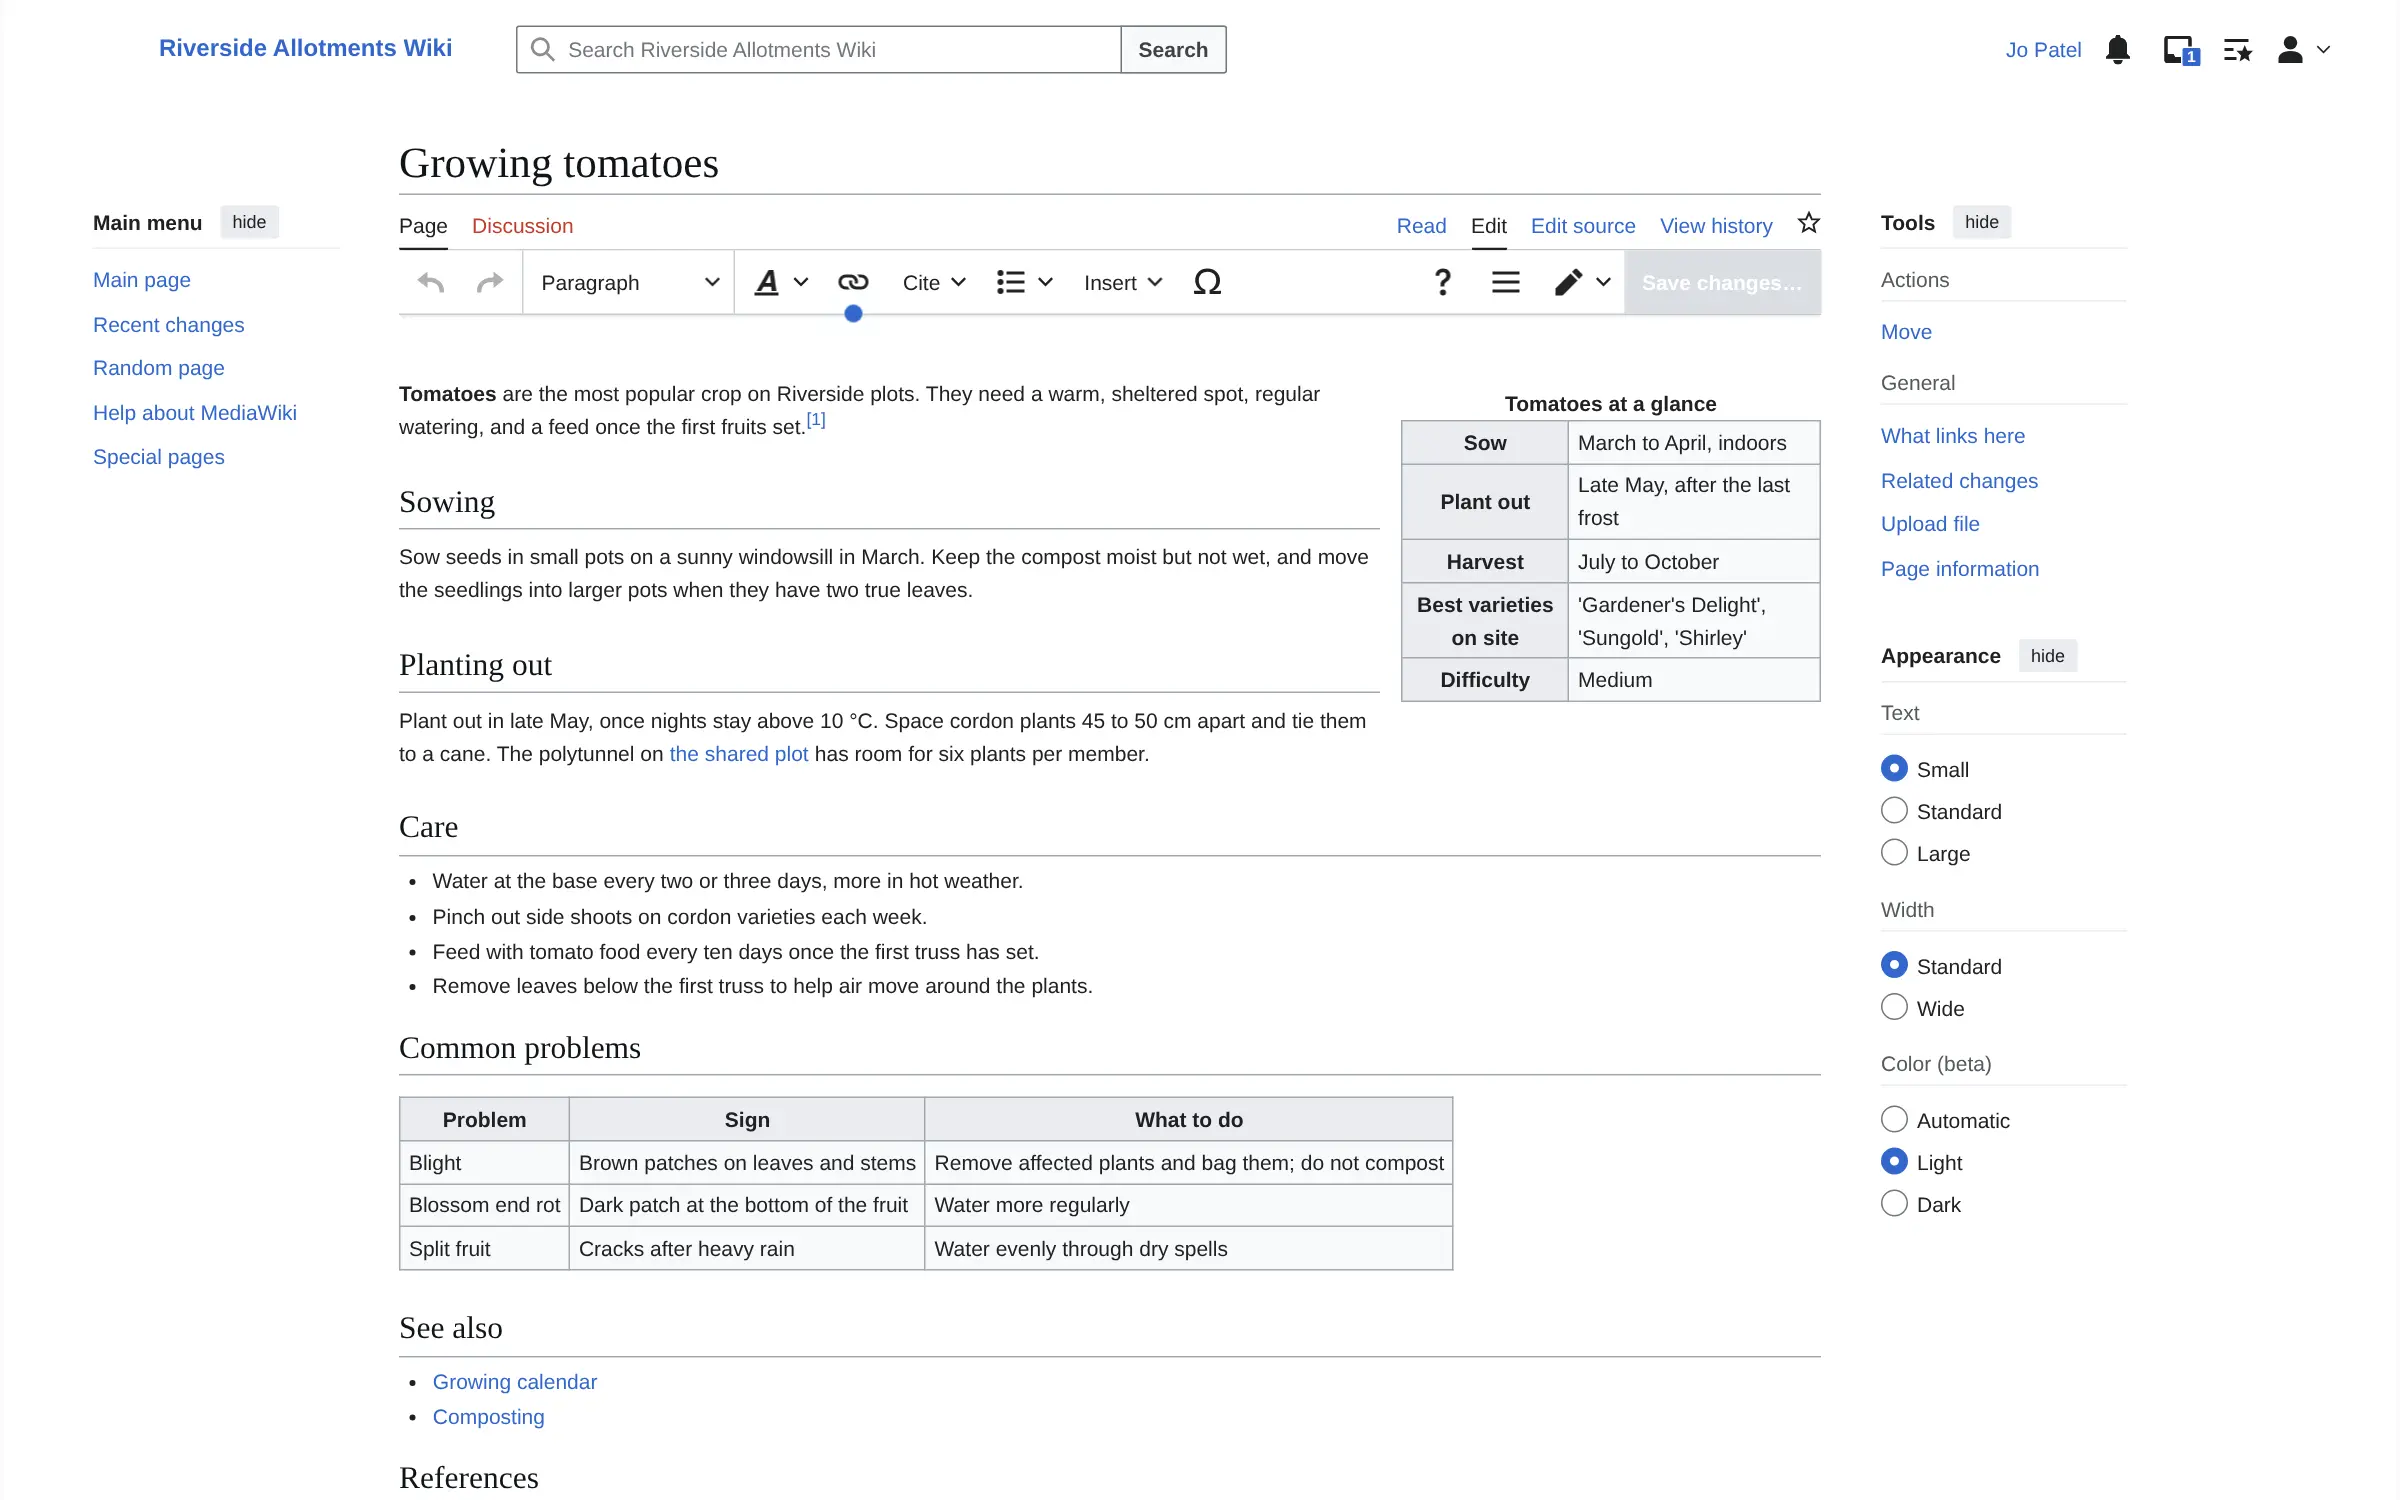 Riverside Allotments Wiki
Search Riverside Allotments Wiki
Search
Jo Patel
1
Growing tomatoes
Main menu hide
Main page
Recent changes
Random page
Help about MediaWiki
Special pages
Page Discussion
Read Edit Edit source View history
Paragraph
A
Cite
Insert
Ω
?
Save changes…
Tomatoes are the most popular crop on Riverside plots. They need a warm, sheltered spot, regular
watering, and a feed once the first fruits set.[1]
Tomatoes at a glance
Sow March to April, indoors
Plant out Late May, after the last
frost
Harvest July to October
Best varieties
on site
'Gardener's Delight',
'Sungold', 'Shirley'
Difficulty Medium
Sowing
Sow seeds in small pots on a sunny windowsill in March. Keep the compost moist but not wet, and move
the seedlings into larger pots when they have two true leaves.
Planting out
Plant out in late May, once nights stay above 10 °C. Space cordon plants 45 to 50 cm apart and tie them
to a cane. The polytunnel on the shared plot has room for six plants per member.
Care
• Water at the base every two or three days, more in hot weather.
• Pinch out side shoots on cordon varieties each week.
• Feed with tomato food every ten days once the first truss has set.
• Remove leaves below the first truss to help air move around the plants.
Common problems
Problem Sign What to do
Blight Brown patches on leaves and stems Remove affected plants and bag them; do not compost
Blossom end rot Dark patch at the bottom of the fruit Water more regularly
Split fruit Cracks after heavy rain Water evenly through dry spells
See also
• Growing calendar
• Composting
References
Tools hide
Actions
Move
General
What links here
Related changes
Upload file
Page information
Appearance hide
Text
Small
Standard
Large
Width
Standard
Wide
Color (beta)
Automatic
Light
Dark